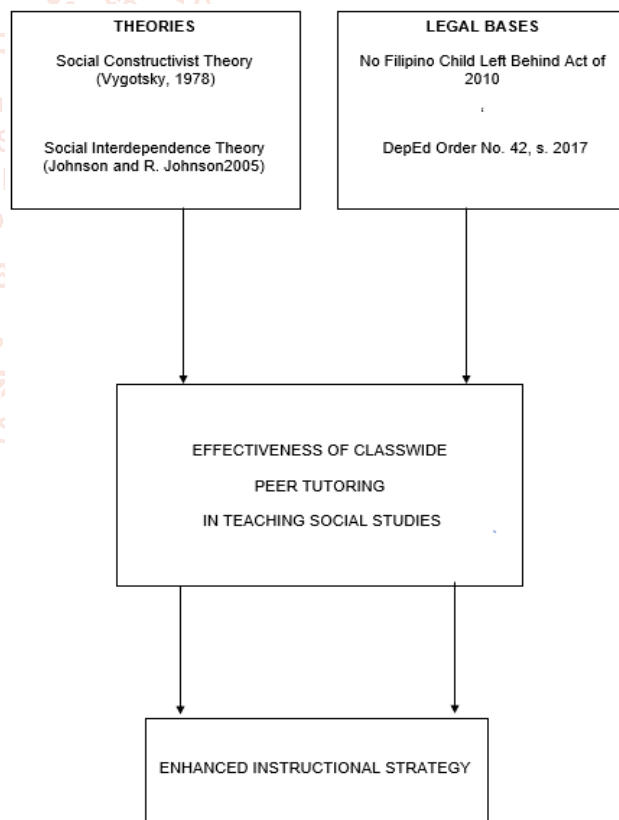 THEORIES
Social Constructivist Theory
(Vygotsky, 1978)
Social Interdependence Theory
(Johnson and R. Johnson2005)
LEGAL BASES
No Filipino Child Left Behind Act of
2010
DepEd Order No. 42, s. 2017
EFFECTIVENESS OF CLASSWIDE
PEER TUTORING
IN TEACHING SOCIAL STUDIES
ENHANCED INSTRUCTIONAL STRATEGY